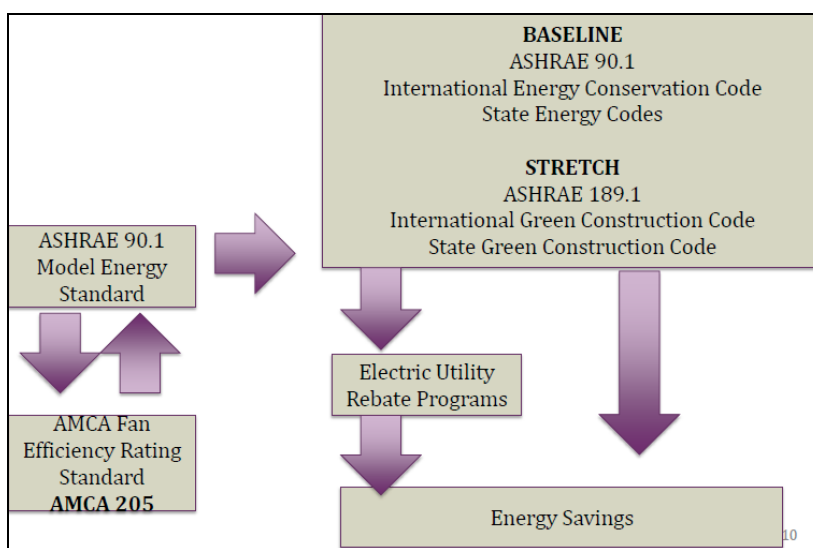 BASELINE
ASHRAE 90.1
International Energy Conservation Code
State Energy Codes
STRETCH
ASHRAE 189.1
International Green Construction Code
State Green Construction Code
ASHRAE 90.1
Model Energy
Standard
Electric Utility
Rebate Programs
AMCA Fan
Efficiency Rating
Standard
AMCA 205
Energy Savings
10